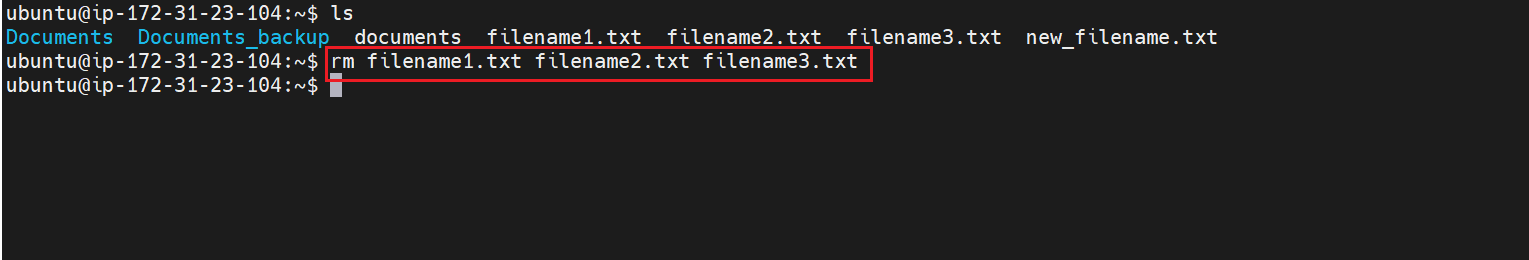 ubuntu@ip-172-31-23-104:~$ ls
Documents  Documents_backup  documents  filename1.txt  filename2.txt  filename3.txt  new_filename.txt
ubuntu@ip-172-31-23-104:~$ rm filename1.txt filename2.txt filename3.txt
ubuntu@ip-172-31-23-104:~$